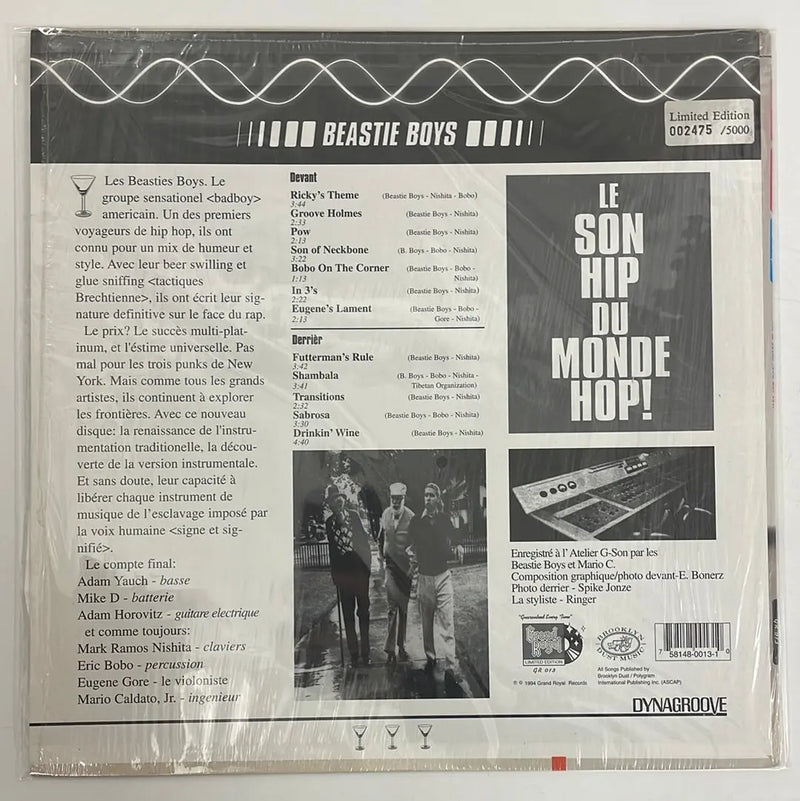 BEASTIE BOYS
Limited Edition
002475 /5000
Les Beasties Boys. Le
groupe sensationel <badboy>
americain. Un des premiers
voyageurs de hip hop, ils ont
connu pour un mix de humeur et
style. Avec leur beer swilling et
glue sniffing <tactiques
Brechtienne>, ils ont écrit leur sig-
nature definitive sur le face du rap.
Le prix? Le succès multi-plat-
inum, et l'éstime universelle. Pas
mal pour les trois punks de New
York. Mais comme tous les grands
artistes, ils continuent à explorer
les frontières. Avec ce nouveau
disque: la renaissance de l'instru-
mentation traditionelle, la décou-
verte de la version instrumentale.
Et sans doute, leur capacité à
libérer chaque instrument de
musique de l'esclavage imposé par
la voix humaine <signe et sig-
nifié>.
Le compte final:
Adam Yauch - basse
Mike D - batterie
Adam Horovitz - guitare electrique
et comme toujours:
Mark Ramos Nishita - claviers
Eric Bobo - percussion
Eugene Gore - le violoniste
Mario Caldato, Jr. - ingenieur
Devant
Ricky's Theme (Beastie Boys - Nishita - Bobo)
3:44
Groove Holmes (Beastie Boys - Nishita)
2:33
Pow (Beastie Boys - Nishita)
2:13
Son of Neckbone (B. Boys - Bobo - Nishita)
3:22
Bobo On The Corner (Beastie Boys - Bobo -
1:13 Nishita)
In 3's (Beastie Boys - Nishita)
2:22
Eugene's Lament (Beastie Boys - Bobo -
2:13 Gore - Nishita)
Derrièr
Futterman's Rule (Beastie Boys - Nishita)
3:42
Shambala (B. Boys - Bobo - Nishita -
3:41 Tibetan Organization)
Transitions (Beastie Boys - Nishita)
2:32
Sabrosa (Beastie Boys - Bobo - Nishita)
3:30
Drinkin' Wine (Beastie Boys - Nishita)
4:40
LE
SON
HIP
DU
MONDE
HOP!
Enregistré à l' Atelier G-Son par les
Beastie Boys et Mario C.
Composition graphique/photo devant-E. Bonerz
Photo derrier - Spike Jonze
La styliste - Ringer
"Guaranteed Every Time"
Grand Royal
LIMITED EDITION
GR 013
BROOKLYN
DUST MUSIC
7 58148-0013-1 0
℗ © 1994 Grand Royal Records
All Songs Published by
Brooklyn Dust / Polygram
International Publishing Inc. (ASCAP)
DYNAGROOVE